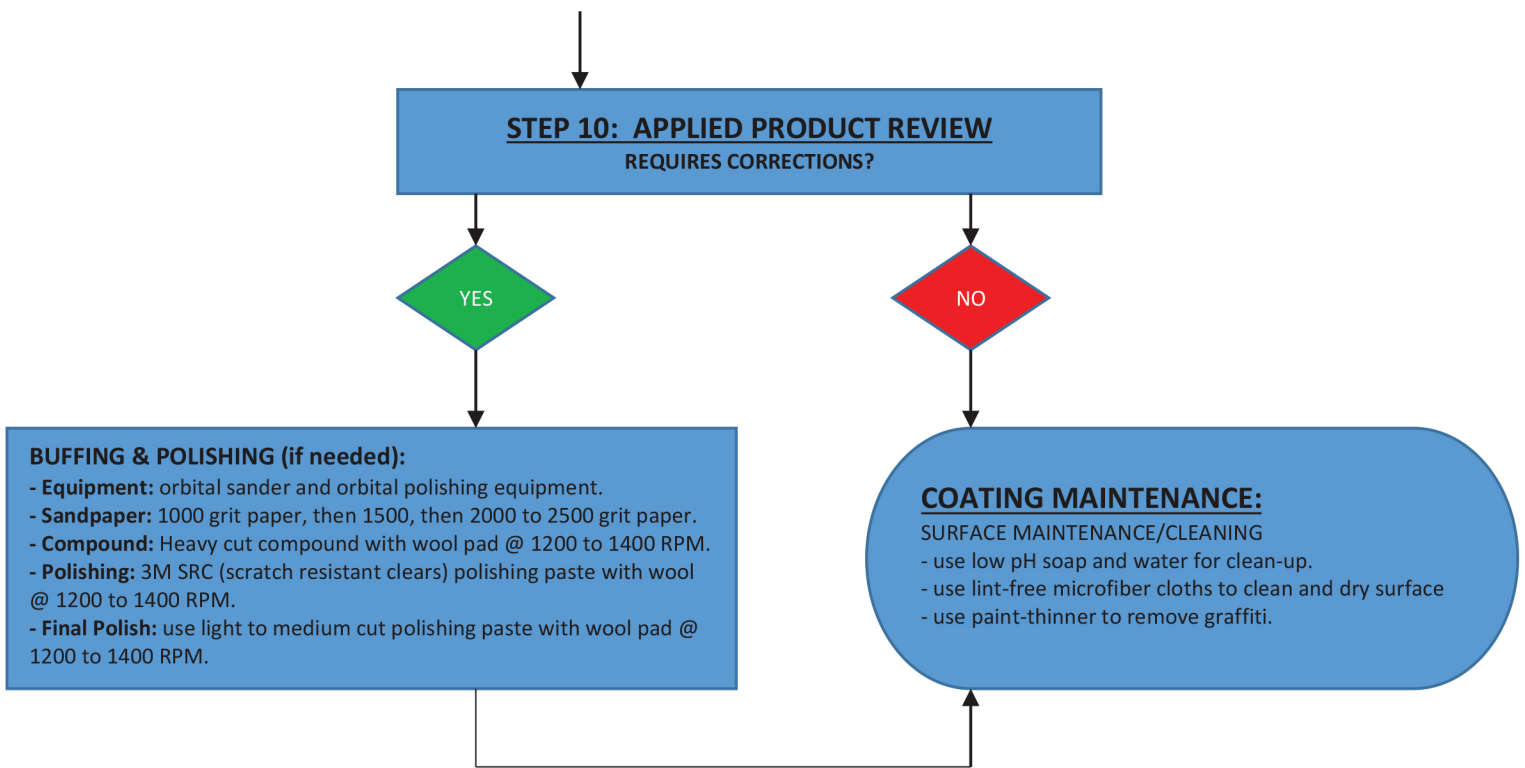 STEP 10:  APPLIED PRODUCT REVIEW
REQUIRES CORRECTIONS?
YES
NO
BUFFING & POLISHING (if needed):
- Equipment: orbital sander and orbital polishing equipment.
- Sandpaper: 1000 grit paper, then 1500, then 2000 to 2500 grit paper.
- Compound: Heavy cut compound with wool pad @ 1200 to 1400 RPM.
- Polishing: 3M SRC (scratch resistant clears) polishing paste with wool
@ 1200 to 1400 RPM.
- Final Polish: use light to medium cut polishing paste with wool pad @
1200 to 1400 RPM.
COATING MAINTENANCE:
SURFACE MAINTENANCE/CLEANING
- use low pH soap and water for clean-up.
- use lint-free microfiber cloths to clean and dry surface
- use paint-thinner to remove graffiti.